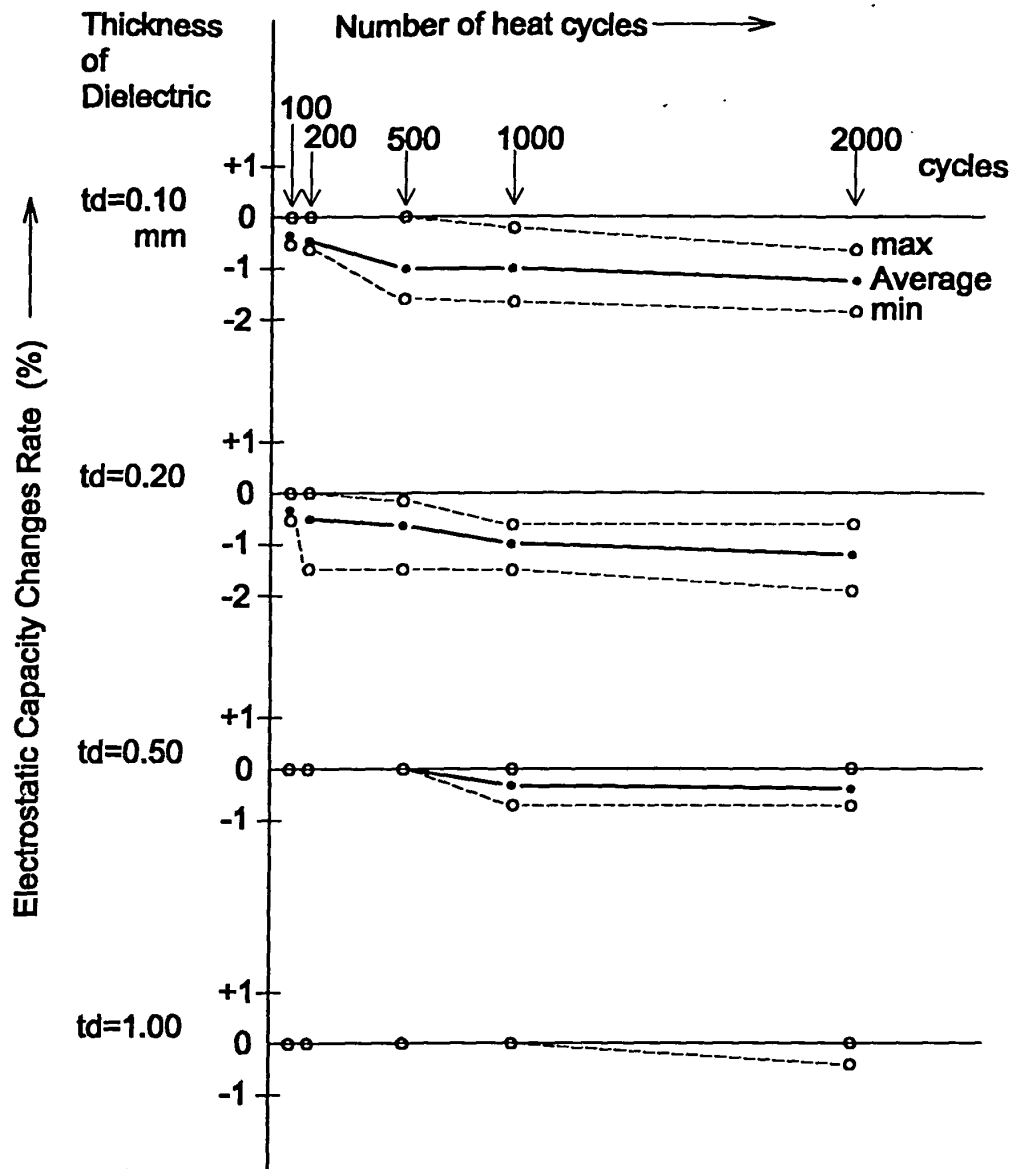 Thickness
of
Dielectric
Number of heat cycles
100
200
500
1000
2000
cycles
Electrostatic Capacity Changes Rate (%)
td=0.10
mm
+1
0
-1
-2
max
Average
min
td=0.20
+1
0
-1
-2
td=0.50
+1
0
-1
td=1.00
+1
0
-1